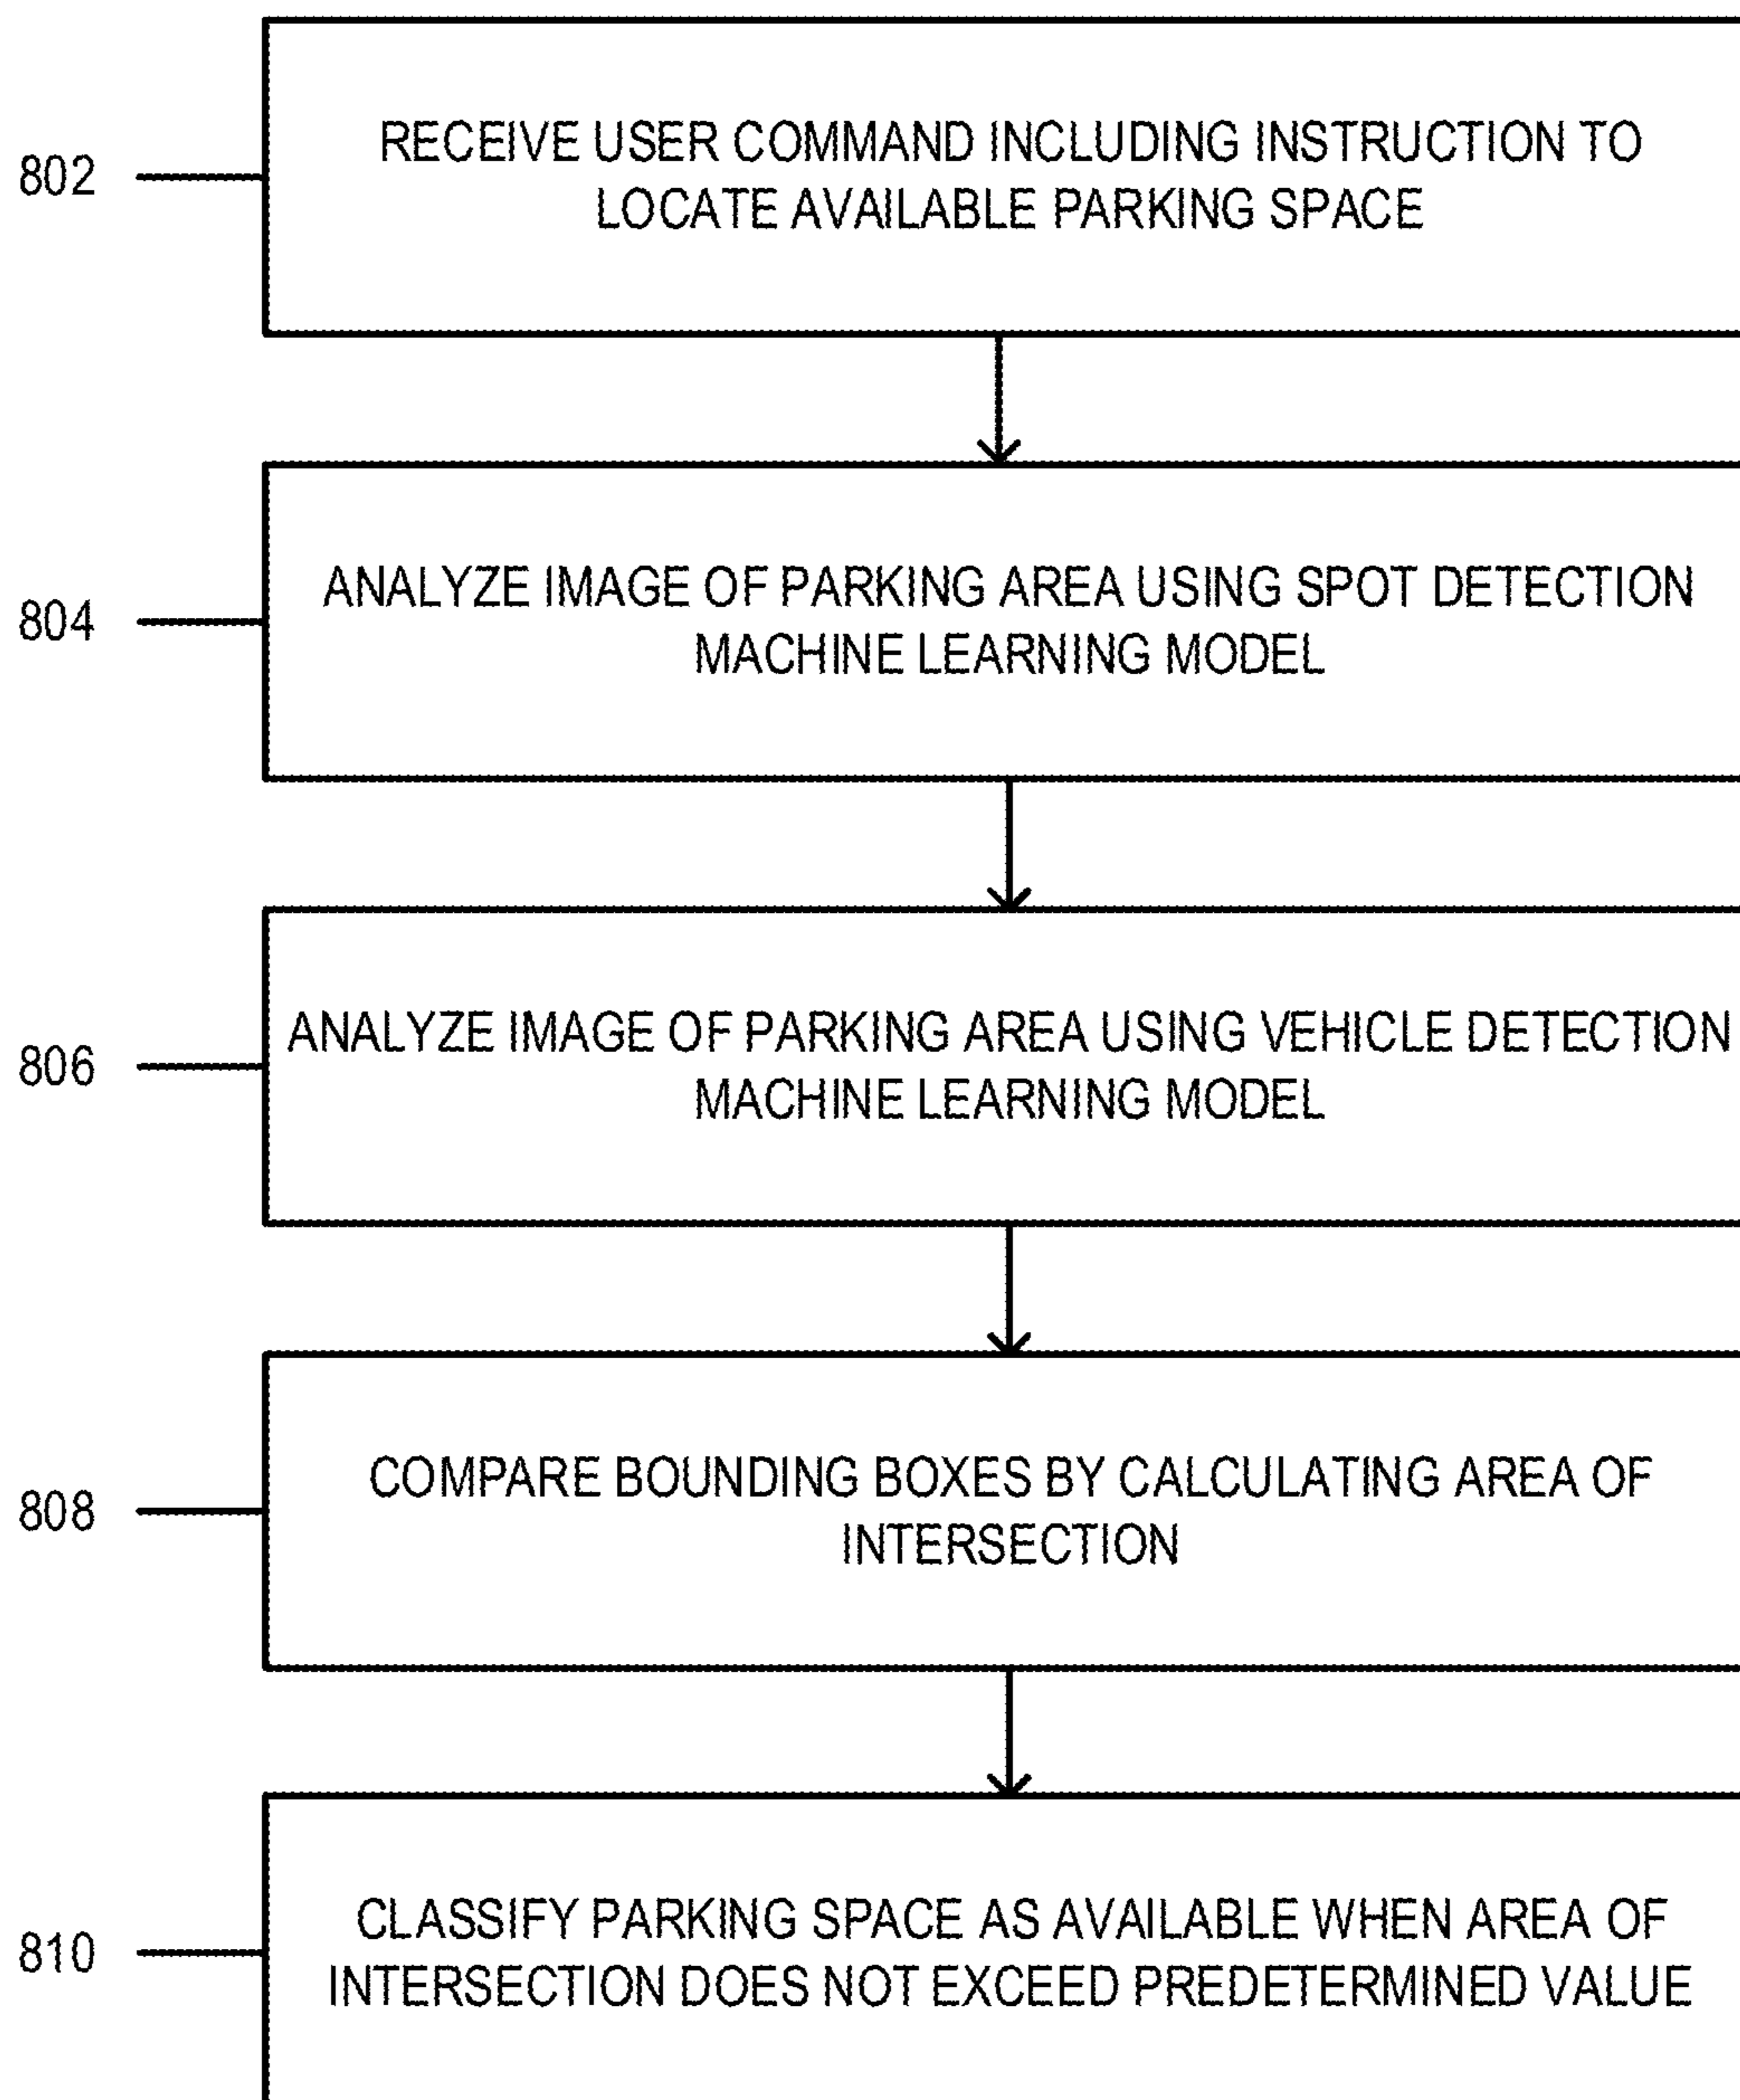 802
RECEIVE USER COMMAND INCLUDING INSTRUCTION TO
LOCATE AVAILABLE PARKING SPACE
804
ANALYZE IMAGE OF PARKING AREA USING SPOT DETECTION
MACHINE LEARNING MODEL
806
ANALYZE IMAGE OF PARKING AREA USING VEHICLE DETECTION
MACHINE LEARNING MODEL
808
COMPARE BOUNDING BOXES BY CALCULATING AREA OF
INTERSECTION
810
CLASSIFY PARKING SPACE AS AVAILABLE WHEN AREA OF
INTERSECTION DOES NOT EXCEED PREDETERMINED VALUE